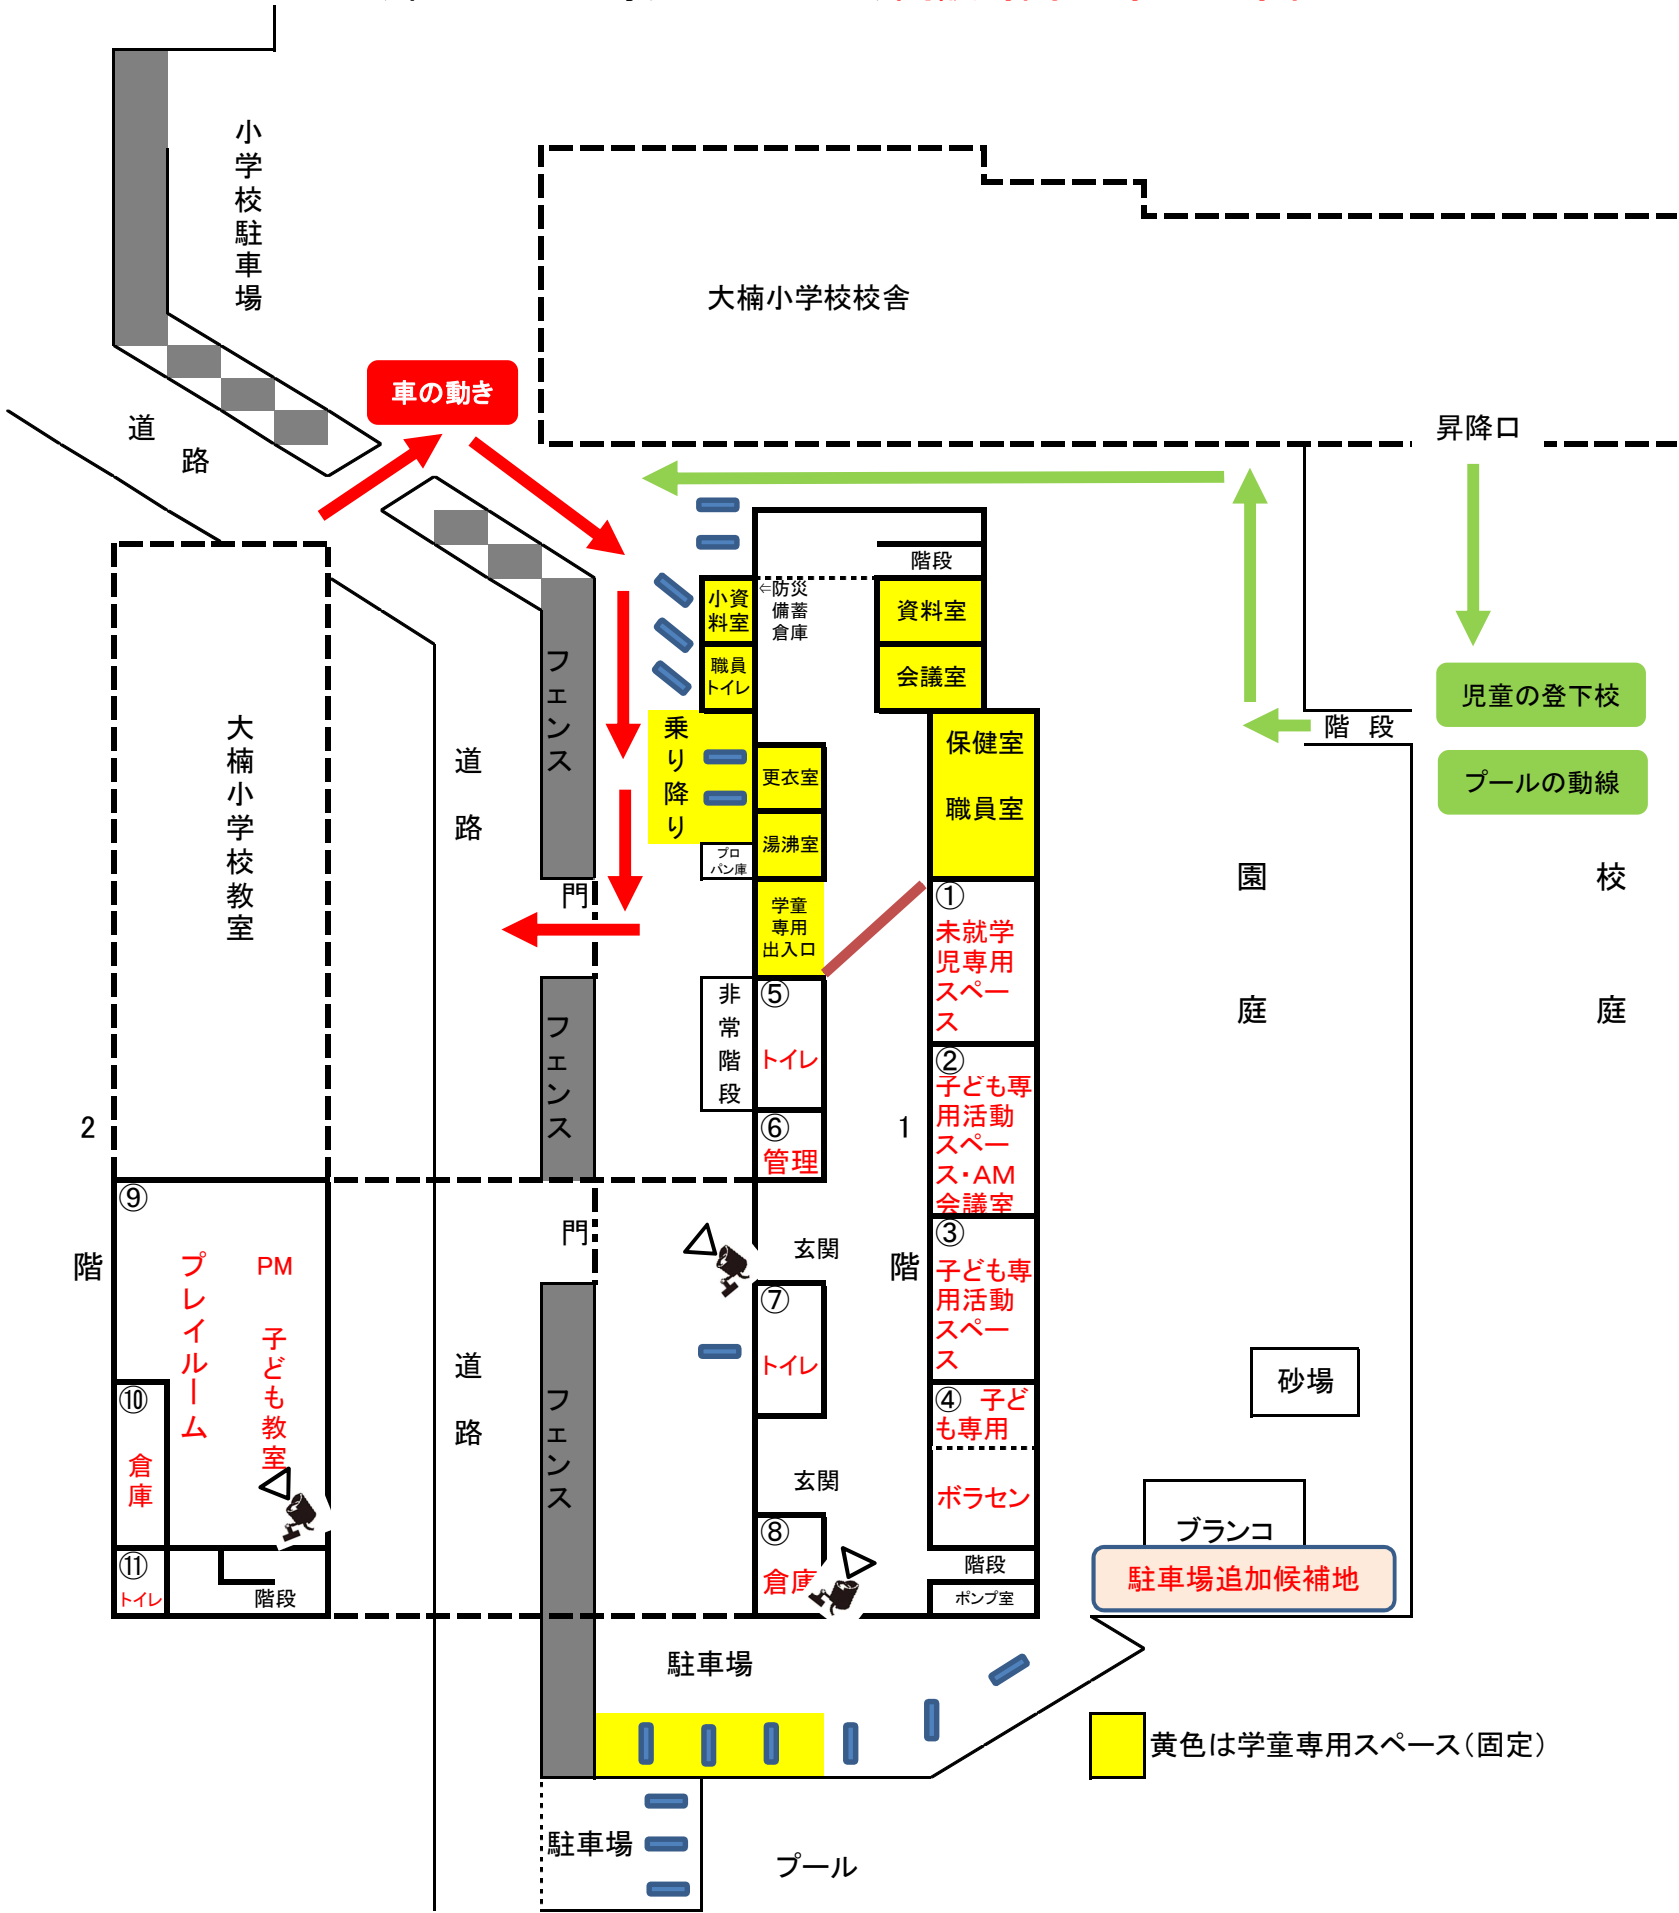 小学校駐車場
大楠小学校校舎
車の動き
道路
昇降口
階段
小資
料室
⇐防災
備蓄
倉庫
資料室
職員
トイレ
会議室
フェンス
児童の登下校
階 段
プールの動線
大楠小学校教室
道路
乗り降り
更衣室
湯沸室
プロ
パン庫
保健室
職員室
門
学童
専用
出入口
園庭
校庭
①
未就学
児専用
スペー
ス
フェンス
非常階段
⑤
トイレ
②
子ども専
用活動
スペー
ス・AM
会議室
⑥
管理
2階
1階
⑨
プレイルーム
PM 子ども教室
門
玄関
③
子ども専
用活動
スペー
ス
⑦
トイレ
道路
フェンス
砂場
⑩
倉庫
④ 子ど
も専用
ボラセン
玄関
⑧
倉庫
ブランコ
駐車場追加候補地
⑪
トイレ
階段
階段
ポンプ室
駐車場
黄色は学童専用スペース(固定)
駐車場
プール